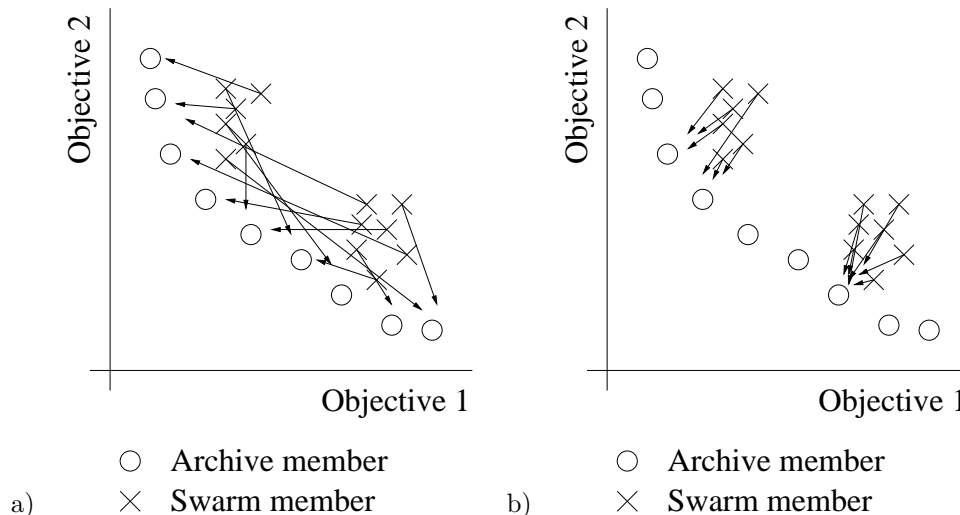 Objective 2
Objective 1
Archive member
a) Swarm member
Objective 2
Objective 1
Archive member
b) Swarm member